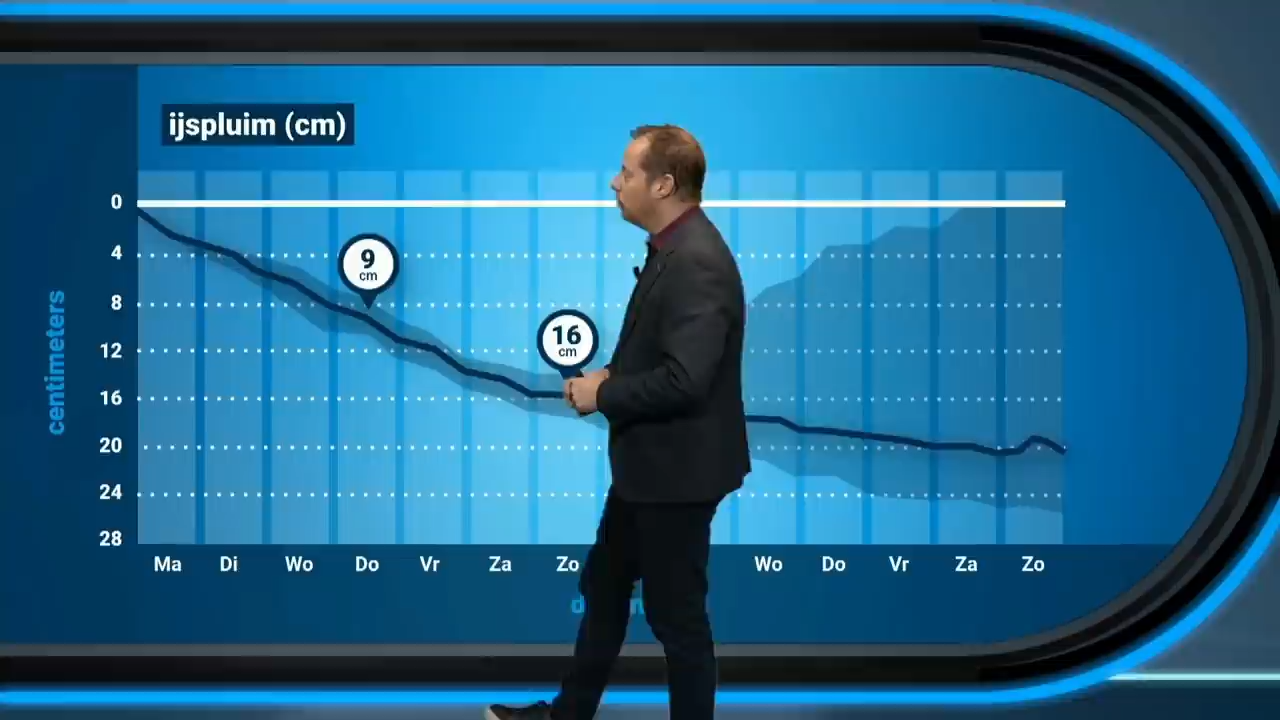 ijspluim (cm)
0
4
8
12
16
20
24
28
centimeters
9
cm
16
cm
Ma Di Wo Do Vr Za Zo Wo Do Vr Za Zo